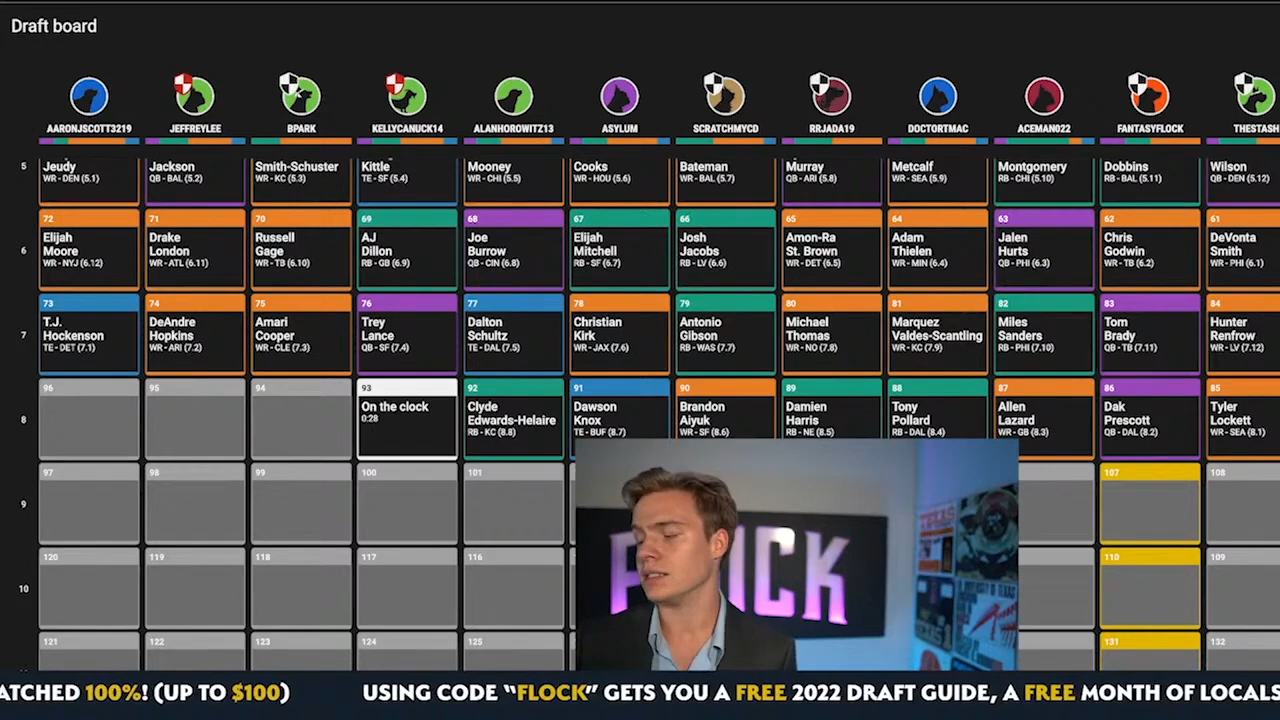 Draft board
AARONJSCOTT3219 JEFFREYLEE BPARK KELLYCANUCK14 ALANHOROWITZ13 ASYLUM SCRATCHMYCD RRJADA19 DOCTORTMAC ACEMAN022 FANTASYFLOCK THESTASH
5 Jeudy Jackson Smith-Schuster Kittle Mooney Cooks Bateman Murray Metcalf Montgomery Dobbins Wilson
WR - DEN (5.1) QB - BAL (5.2) WR - KC (5.3) TE - SF (5.4) WR - CHI (5.5) WR - HOU (5.6) WR - BAL (5.7) QB - ARI (5.8) WR - SEA (5.9) RB - CHI (5.10) RB - BAL (5.11) QB - DEN (5.12)
72 71 70 69 68 67 66 65 64 63 62 61
Elijah Drake Russell AJ Joe Elijah Josh Amon-Ra Adam Jalen Chris DeVonta
6 Moore London Gage Dillon Burrow Mitchell Jacobs St. Brown Thielen Hurts Godwin Smith
WR - NYJ (6.12) WR - ATL (6.11) WR - TB (6.10) RB - GB (6.9) QB - CIN (6.8) RB - SF (6.7) RB - LV (6.6) WR - DET (6.5) WR - MIN (6.4) QB - PHI (6.3) WR - TB (6.2) WR - PHI (6.1)
73 74 75 76 77 78 79 80 81 82 83 84
T.J. DeAndre Amari Trey Dalton Christian Antonio Michael Marquez Miles Tom Hunter
7 Hockenson Hopkins Cooper Lance Schultz Kirk Gibson Thomas Valdes-Scantling Sanders Brady Renfrow
TE - DET (7.1) WR - ARI (7.2) WR - CLE (7.3) QB - SF (7.4) TE - DAL (7.5) WR - JAX (7.6) RB - WAS (7.7) WR - NO (7.8) WR - KC (7.9) RB - PHI (7.10) QB - TB (7.11) WR - LV (7.12)
96 95 94 93 92 91 90 89 88 87 86 85
On the clock Clyde Dawson Brandon Damien Tony Allen Dak Tyler
8 0:28 Edwards-Helaire Knox Aiyuk Harris Pollard Lazard Prescott Lockett
RB - KC (8.8) TE - BUF (8.7) WR - SF (8.6) RB - NE (8.5) RB - DAL (8.4) WR - GB (8.3) QB - DAL (8.2) WR - SEA (8.1)
97 98 99 100 101 107 108
9
120 119 118 117 116 110 109
10
121 122 123 124 125 131 132
ATCHED 100%! (UP TO $100) USING CODE "FLOCK" GETS YOU A FREE 2022 DRAFT GUIDE, A FREE MONTH OF LOCALS